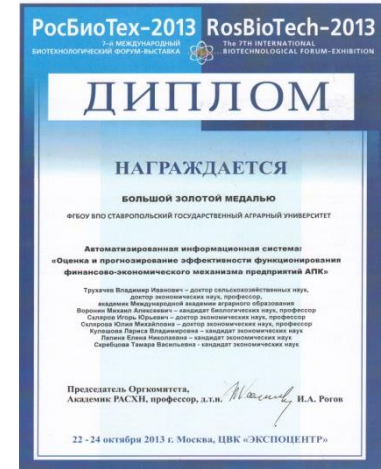 РосБиоТех-2013 RosBioTech-2013
7-й МЕЖДУНАРОДНЫЙ The 7TH INTERNATIONAL
БИОТЕХНОЛОГИЧЕСКИЙ ФОРУМ-ВЫСТАВКА BIOTECHNOLOGICAL FORUM-EXHIBITION
ДИПЛОМ
НАГРАЖДАЕТСЯ
БОЛЬШОЙ ЗОЛОТОЙ МЕДАЛЬЮ
ФГБОУ ВПО СТАВРОПОЛЬСКИЙ ГОСУДАРСТВЕННЫЙ АГРАРНЫЙ УНИВЕРСИТЕТ
Автоматизированная информационная система:
«Оценка и прогнозирование эффективности функционирования
финансово-экономического механизма предприятий АПК»
Трухачев Владимир Иванович – доктор сельскохозяйственных наук,
доктор экономических наук, профессор,
академик Международной академии аграрного образования
Воронин Михаил Алексеевич – кандидат биологических наук, профессор
Скляров Игорь Юрьевич – доктор экономических наук, профессор
Склярова Юлия Михайловна – доктор экономических наук, профессор
Кулешова Лариса Владимировна – кандидат экономических наук
Лапина Елена Николаевна – кандидат экономических наук
Скребцова Тамара Васильевна - кандидат экономических наук
Председатель Оргкомитета,
Академик РАСХН, профессор, д.т.н. И.А. Рогов
22 - 24 октября 2013 г. Москва, ЦВК «ЭКСПОЦЕНТР»